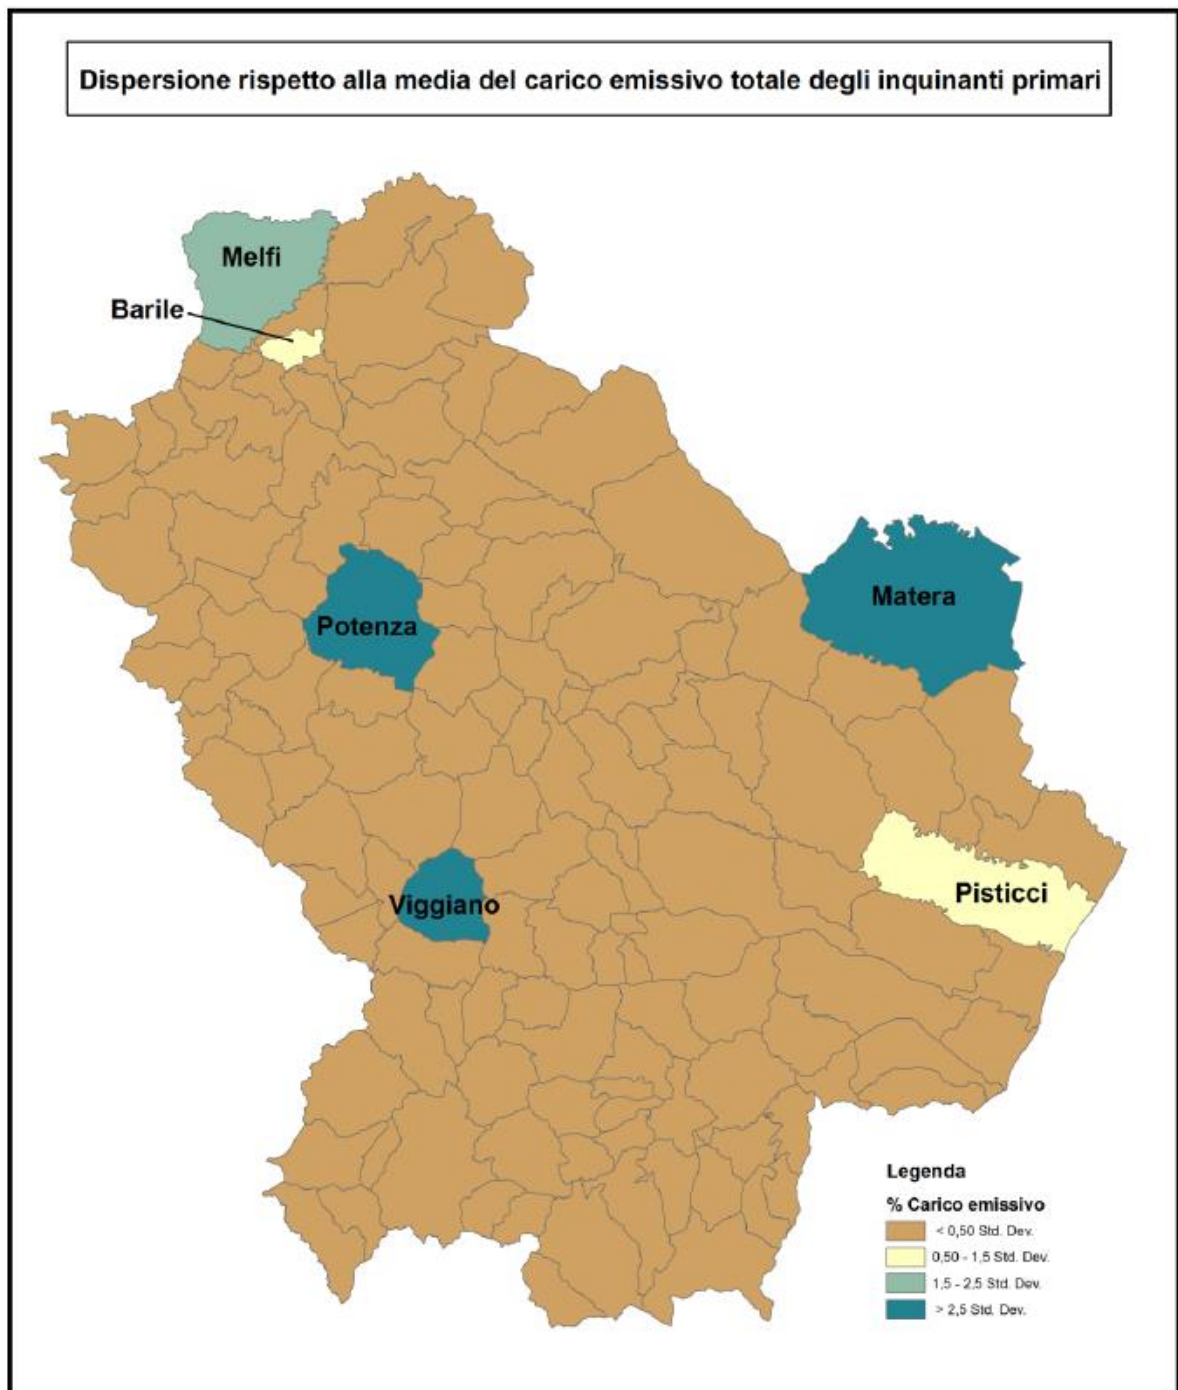 Dispersione rispetto alla media del carico emissivo totale degli inquinanti primari
Melfi
Barile
Matera
Potenza
Pisticci
Viggiano
Legenda
% Carico emissivo
< 0,50 Std. Dev.
0,50 - 1,5 Std. Dev.
1,5 - 2,5 Std. Dev.
> 2,5 Std. Dev.